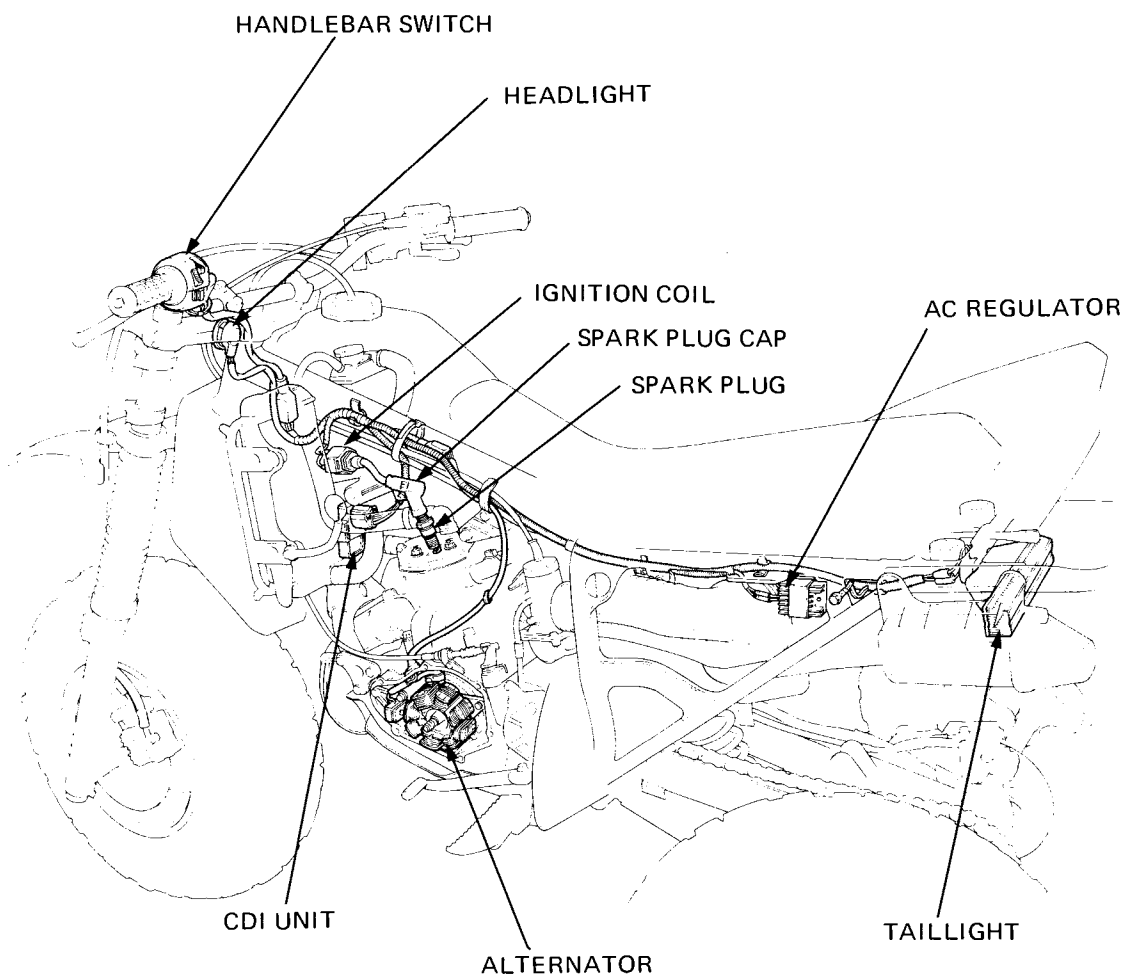 HANDLEBAR SWITCH
HEADLIGHT
IGNITION COIL
AC REGULATOR
SPARK PLUG CAP
SPARK PLUG
CDI UNIT
TAILLIGHT
ALTERNATOR